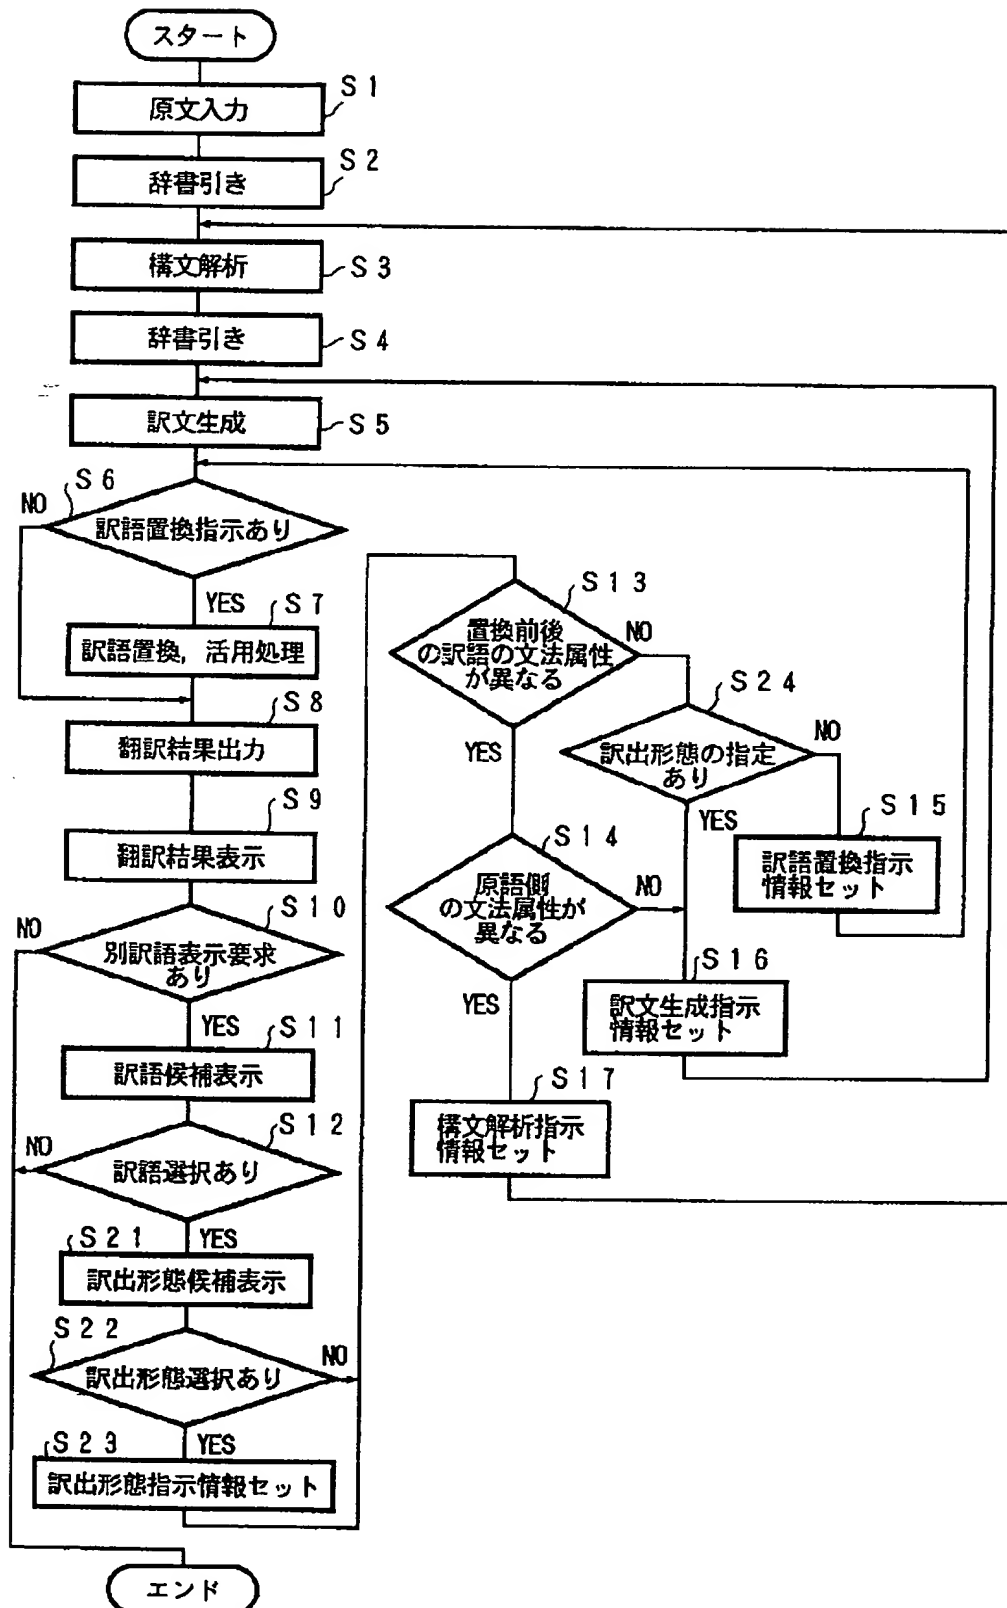 スタート
S1
原文入力
S2
辞書引き
構文解析
S3
辞書引き
S4
訳文生成
S5
S6
NO
訳語置換指示あり
YES
S7
訳語置換，活用処理
S8
翻訳結果出力
S9
翻訳結果表示
S10
NO
別訳語表示要求
あり
YES
S11
訳語候補表示
S12
NO
訳語選択あり
S21
YES
訳出形態候補表示
S22
NO
訳出形態選択あり
S23
YES
訳出形態指示情報セット
エンド
S13
置換前後
の訳語の文法属性
が異なる
NO
YES
S24
NO
訳出形態の指定
あり
YES
S14
原語側
の文法属性が
異なる
NO
YES
S15
訳語置換指示
情報セット
S16
訳文生成指示
情報セット
S17
構文解析指示
情報セット